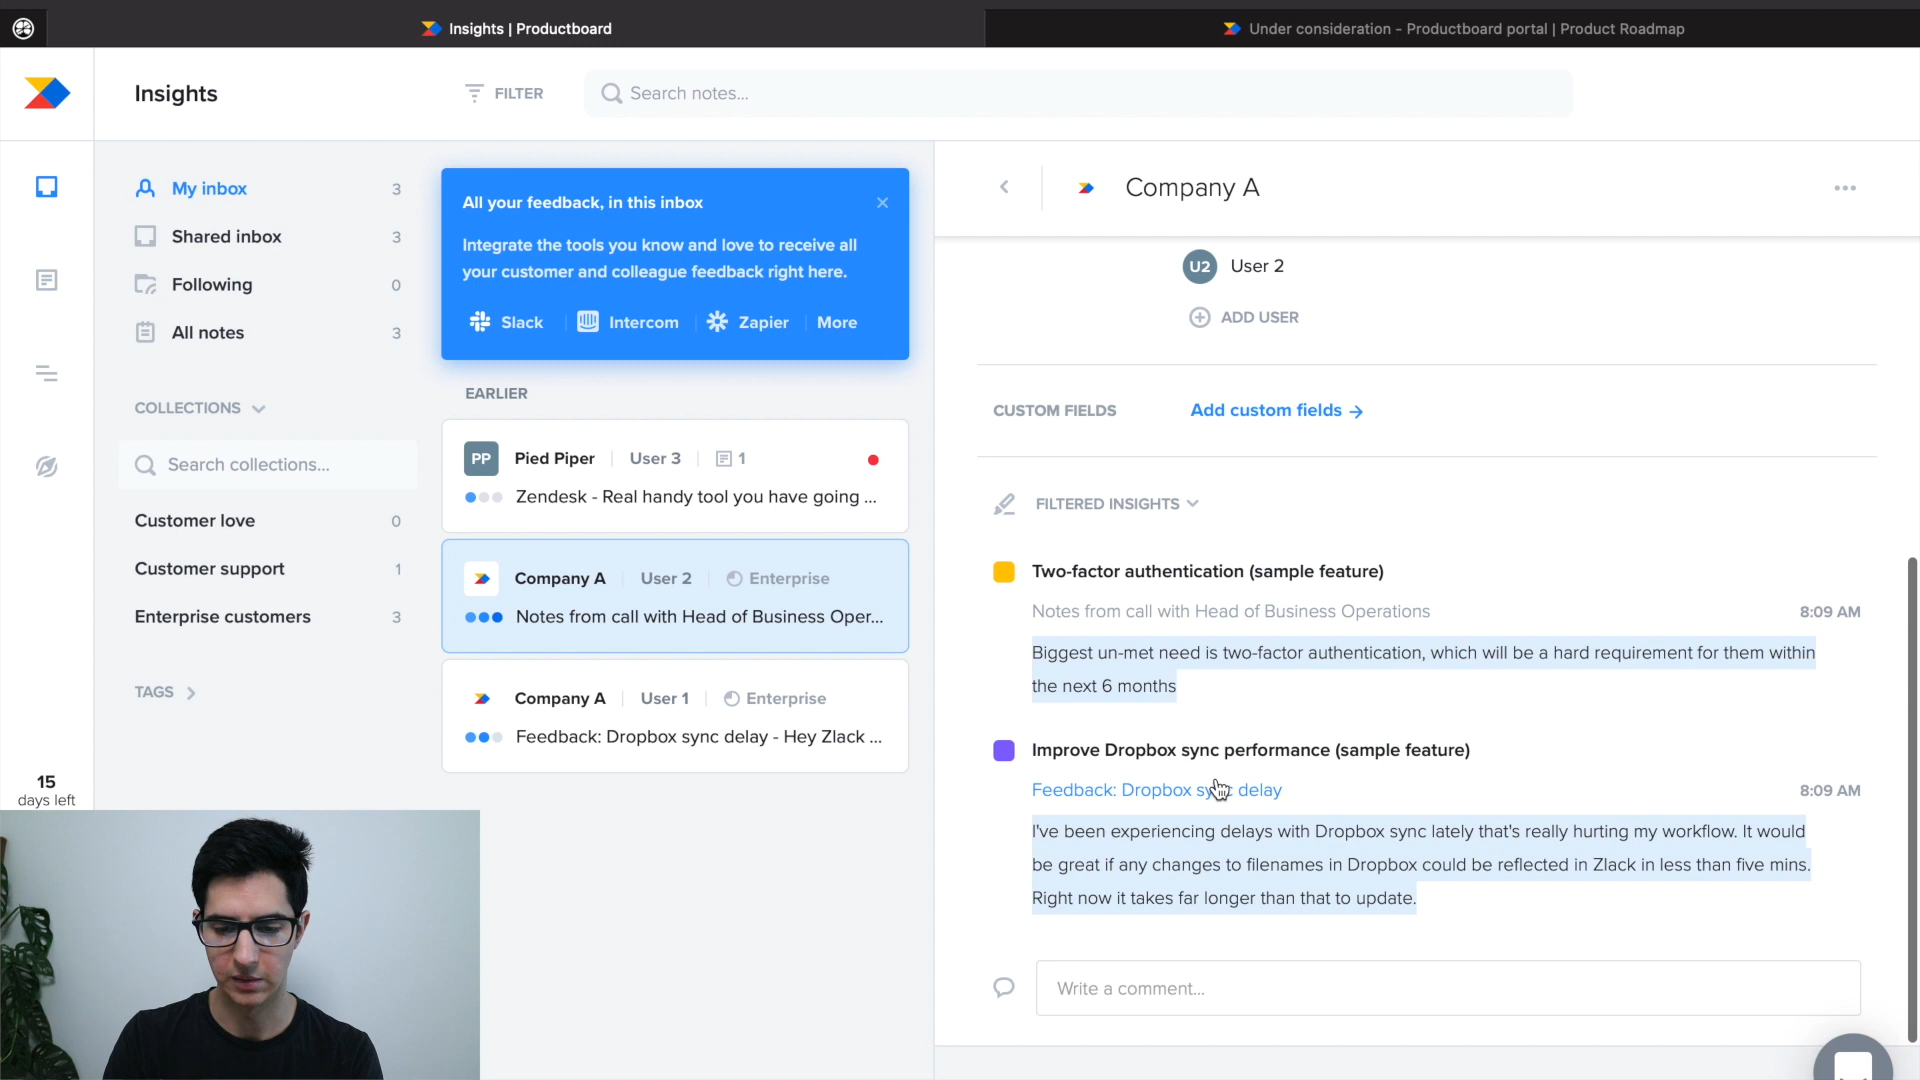 Insights | Productboard
Under consideration - Productboard portal | Product Roadmap
Insights
FILTER
Search notes...
My inbox 3
Shared inbox 3
Following 0
All notes 3
COLLECTIONS
Search collections...
Customer love 0
Customer support 1
Enterprise customers 3
TAGS
15
days left
All your feedback, in this inbox
Integrate the tools you know and love to receive all
your customer and colleague feedback right here.
Slack Intercom Zapier More
EARLIER
PP Pied Piper User 3 1
Zendesk - Real handy tool you have going ...
Company A User 2 Enterprise
Notes from call with Head of Business Oper...
Company A User 1 Enterprise
Feedback: Dropbox sync delay - Hey Zlack ...
Company A
U2 User 2
ADD USER
CUSTOM FIELDS Add custom fields
FILTERED INSIGHTS
Two-factor authentication (sample feature)
Notes from call with Head of Business Operations 8:09 AM
Biggest un-met need is two-factor authentication, which will be a hard requirement for them within
the next 6 months
Improve Dropbox sync performance (sample feature)
Feedback: Dropbox sync delay 8:09 AM
I've been experiencing delays with Dropbox sync lately that's really hurting my workflow. It would
be great if any changes to filenames in Dropbox could be reflected in Zlack in less than five mins.
Right now it takes far longer than that to update.
Write a comment...